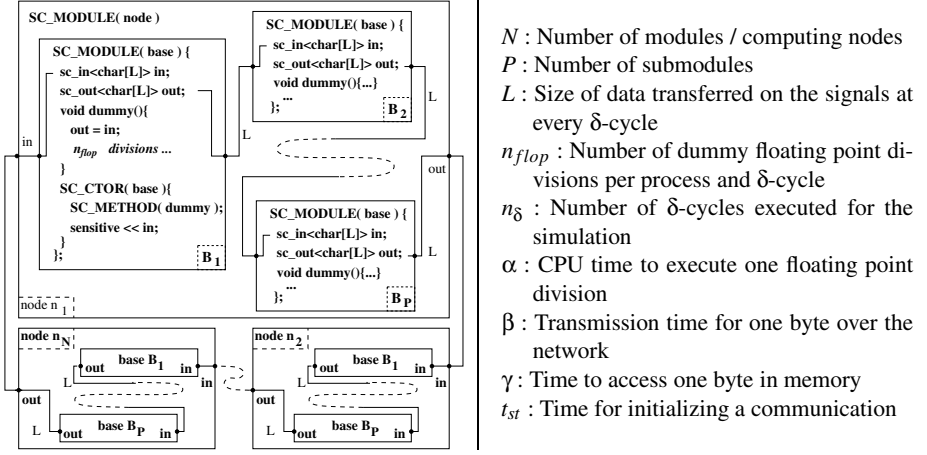 SC_MODULE( node )
SC_MODULE( base ) {
sc_in<char[L]> in;
sc_out<char[L]> out;
void dummy(){
out = in;
n_flop divisions ...
}
SC_CTOR( base ){
SC_METHOD( dummy );
sensitive << in;
}
};
B_1
in
L
SC_MODULE( base ) {
sc_in<char[L]> in;
sc_out<char[L]> out;
void dummy(){...}
...
};
B_2
L
out
SC_MODULE( base ) {
sc_in<char[L]> in;
sc_out<char[L]> out;
void dummy(){...}
...
};
B_P
L
node n_1
node n_N
base B_1
out in
in
L
out
L
base B_P
out in
node n_2
base B_1
out in
in
L
out
L
base B_P
out in
N : Number of modules / computing nodes
P : Number of submodules
L : Size of data transferred on the signals at
every δ-cycle
n_flop : Number of dummy floating point di-
visions per process and δ-cycle
n_δ : Number of δ-cycles executed for the
simulation
α : CPU time to execute one floating point
division
β : Transmission time for one byte over the
network
γ : Time to access one byte in memory
t_st : Time for initializing a communication